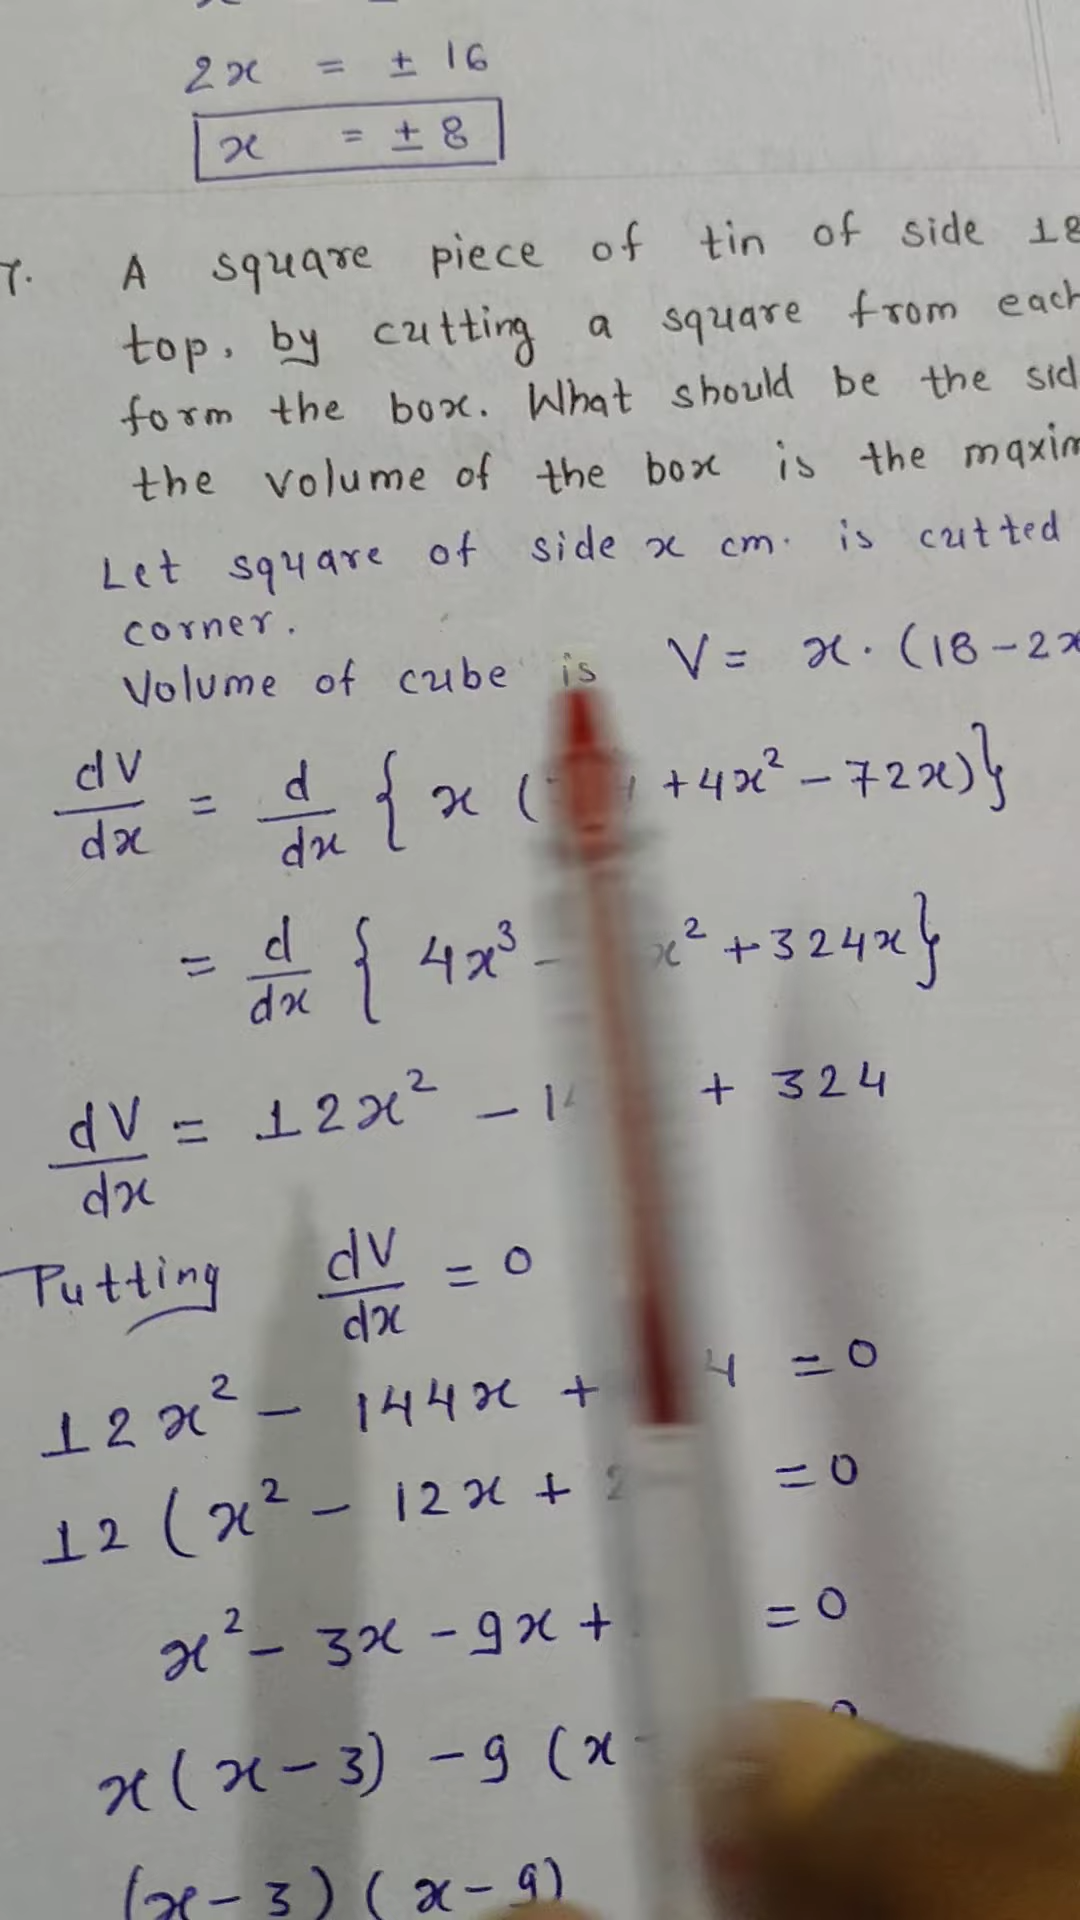 2x = ± 16
x = ± 8
7. A square piece of tin of side 18
top, by cutting a square from each
form the box. What should be the sid
the volume of the box is the maxim
Let square of side x cm. is cutted
corner.
Volume of cube is V = x . (18 - 2x
dV/dx = d/dx { x ( + 4x² - 72x)}
= d/dx { 4x³ - x² + 324x}
dV/dx = 12x² - 1 + 324
Putting dV/dx = 0
12x² - 144x + 4 = 0
12 (x² - 12x + 2 = 0
x² - 3x - 9x + = 0
x(x - 3) - 9 (x -
(x - 3) (x - 9)